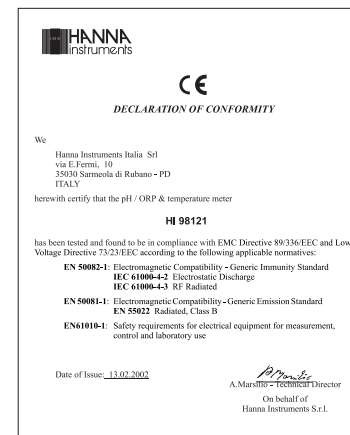 HANNA
instruments
CE
DECLARATION OF CONFORMITY
We
Hanna Instruments Italia Srl
via E.Fermi, 10
35030 Sarmeola di Rubano - PD
ITALY
herewith certify that the pH / ORP & temperature meter
HI 98121
has been tested and found to be in compliance with EMC Directive 89/336/EEC and Low
Voltage Directive 73/23/EEC according to the following applicable normatives:
EN 50082-1: Electromagnetic Compatibility - Generic Immunity Standard
IEC 61000-4-2 Electrostatic Discharge
IEC 61000-4-3 RF Radiated
EN 50081-1: Electromagnetic Compatibility - Generic Emission Standard
EN 55022 Radiated, Class B
EN61010-1: Safety requirements for electrical equipment for measurement,
control and laboratory use
Date of Issue: 13.02.2002
A.Marsilio - Technical Director
On behalf of
Hanna Instruments S.r.l.